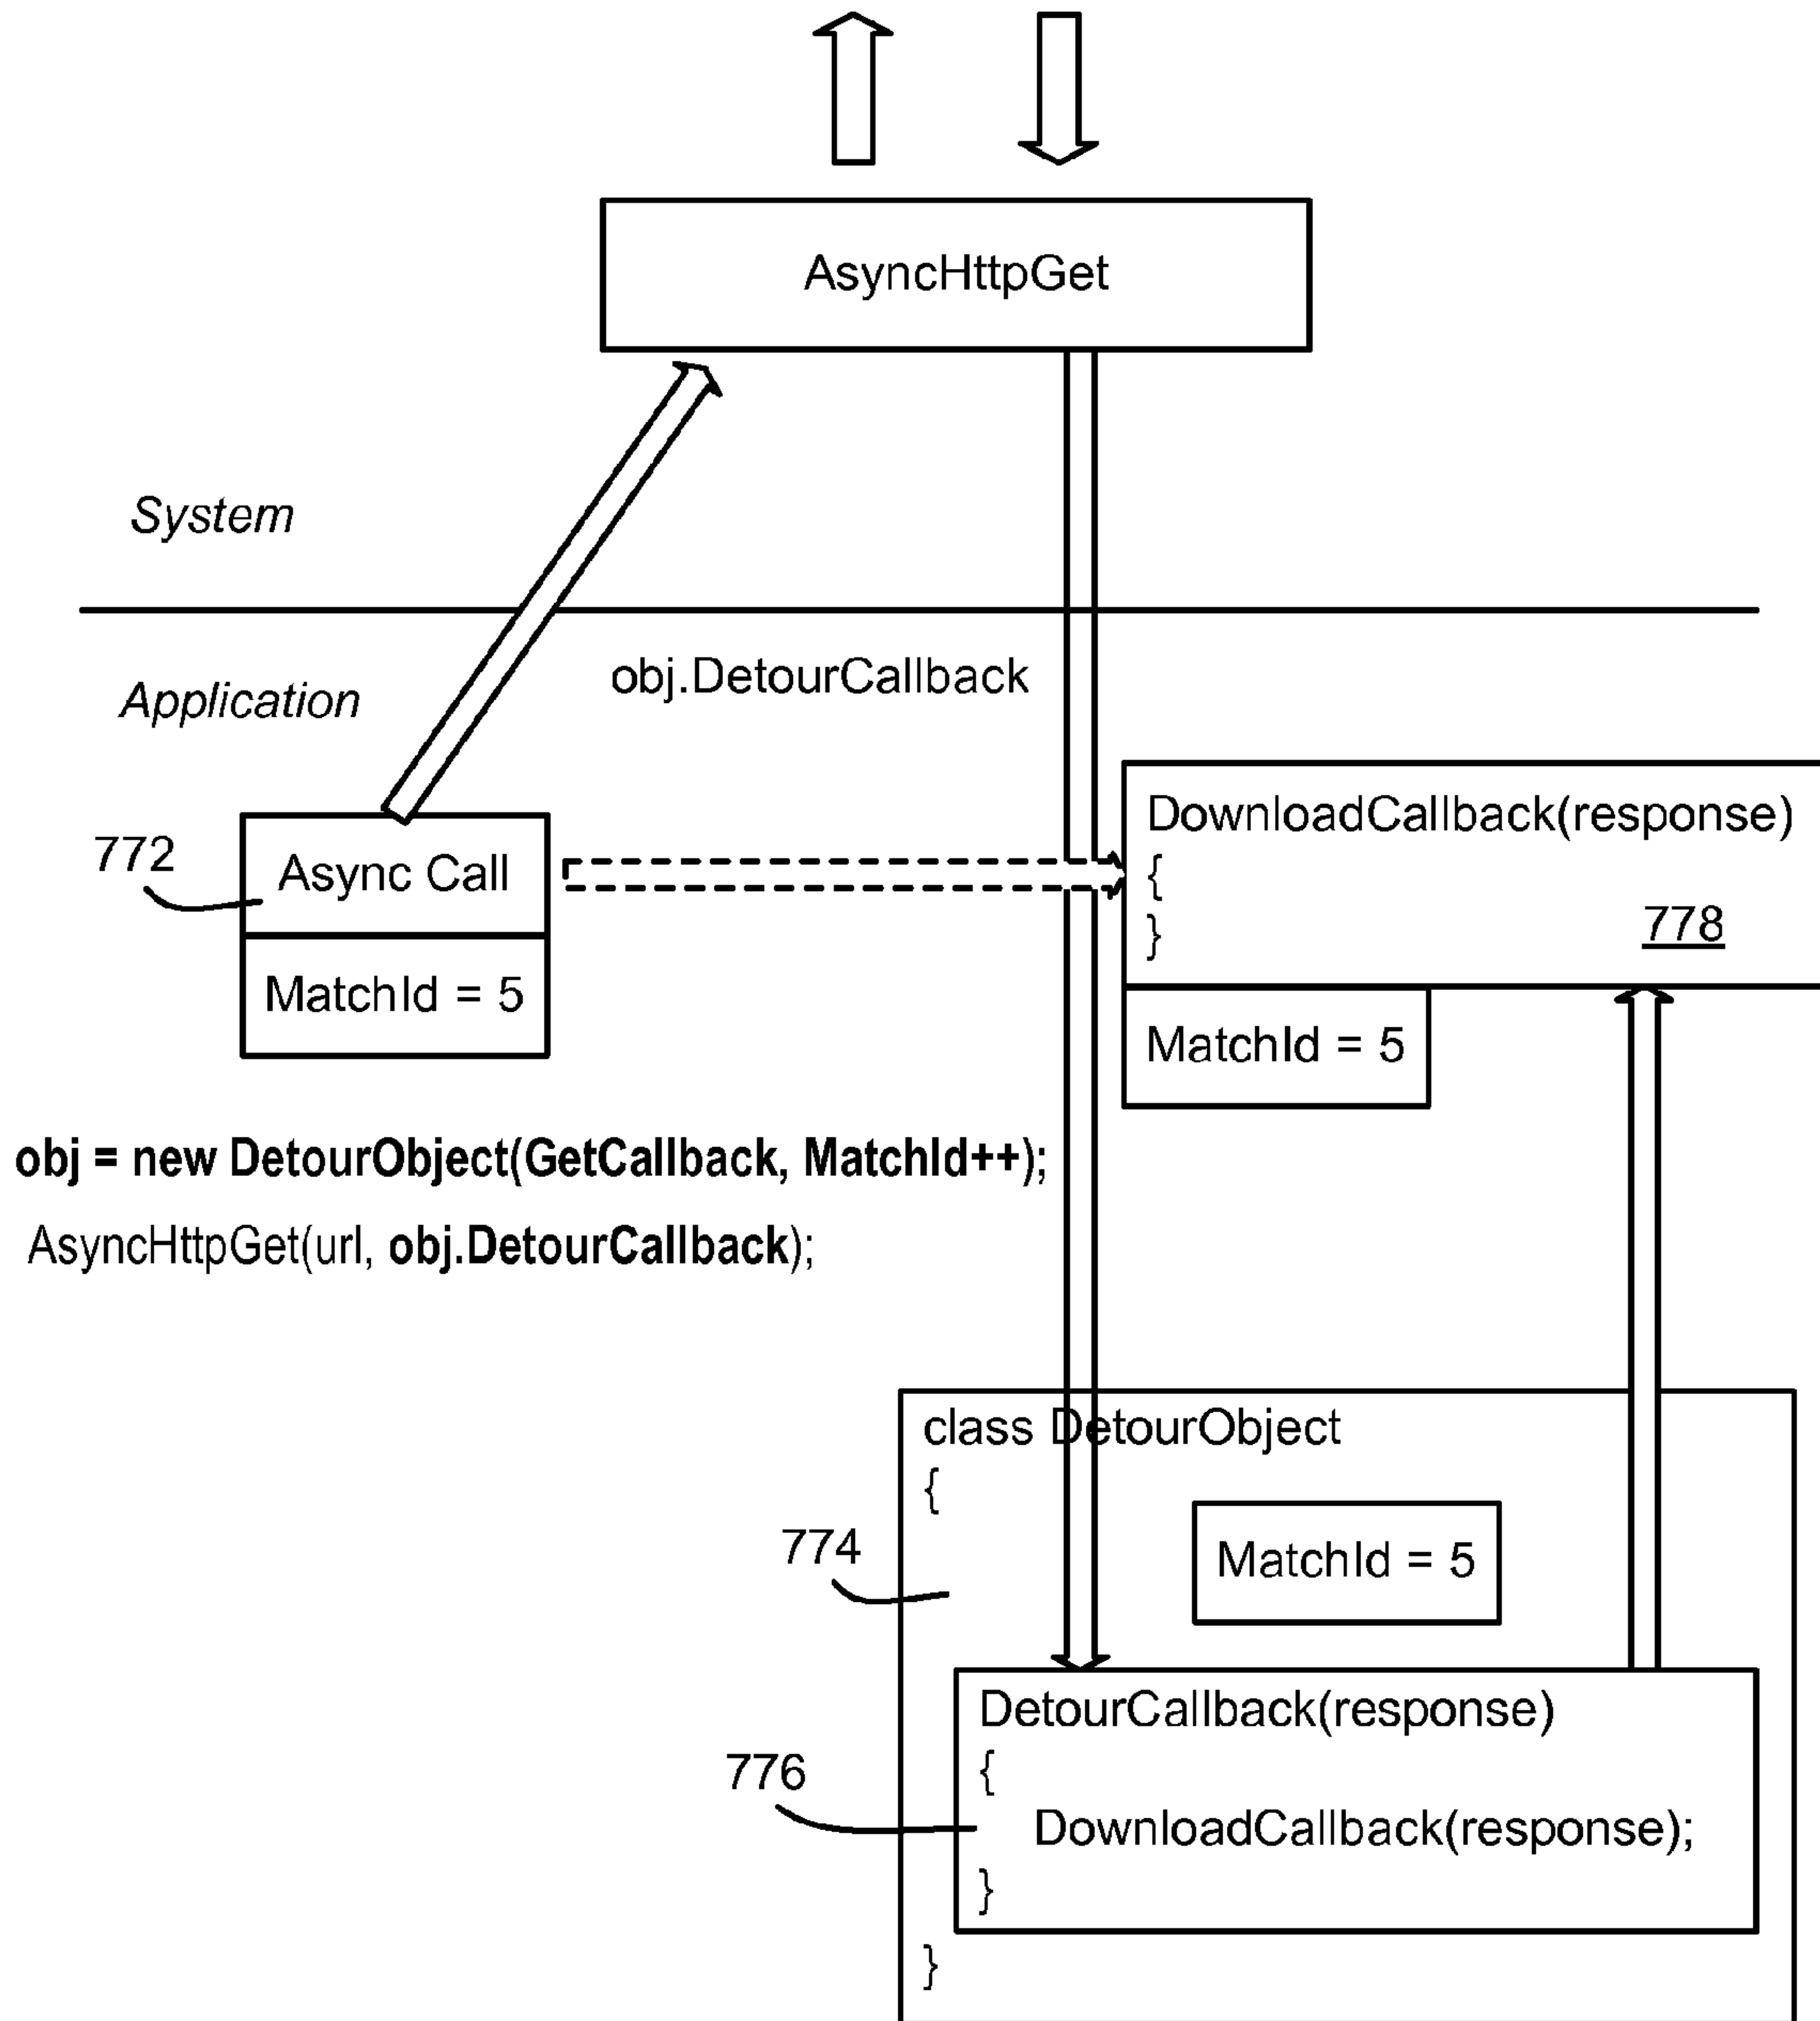 AsyncHttpGet
System
Application
obj.DetourCallback
772
Async Call
MatchId = 5
DownloadCallback(response)
{
}
778
MatchId = 5
obj = new DetourObject(GetCallback, MatchId++);
AsyncHttpGet(url, obj.DetourCallback);
class DetourObject
{
774
MatchId = 5
DetourCallback(response)
{
776
DownloadCallback(response);
}
}